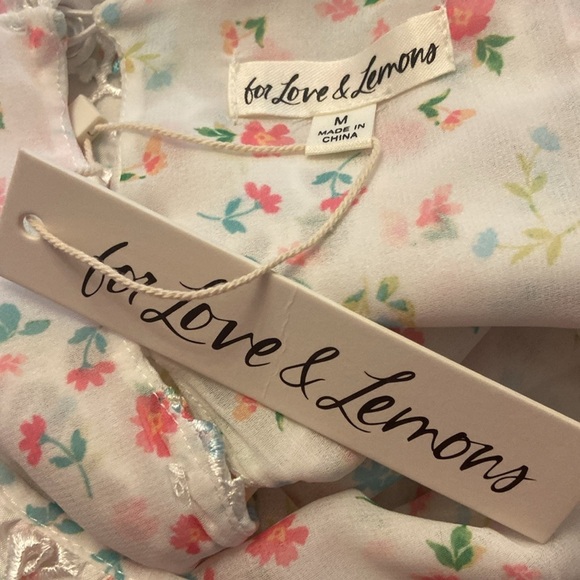 for Love & Lemons
M
MADE IN
CHINA
for Love & Lemons